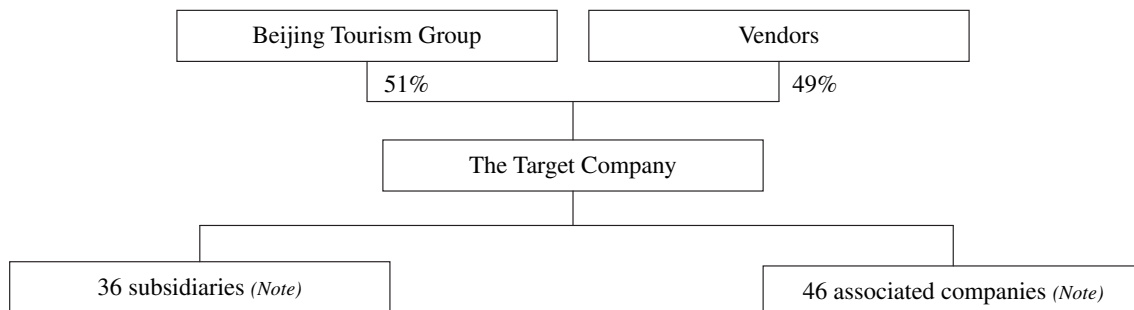 Beijing Tourism Group
Vendors
51%
49%
The Target Company
36 subsidiaries (Note)
46 associated companies (Note)